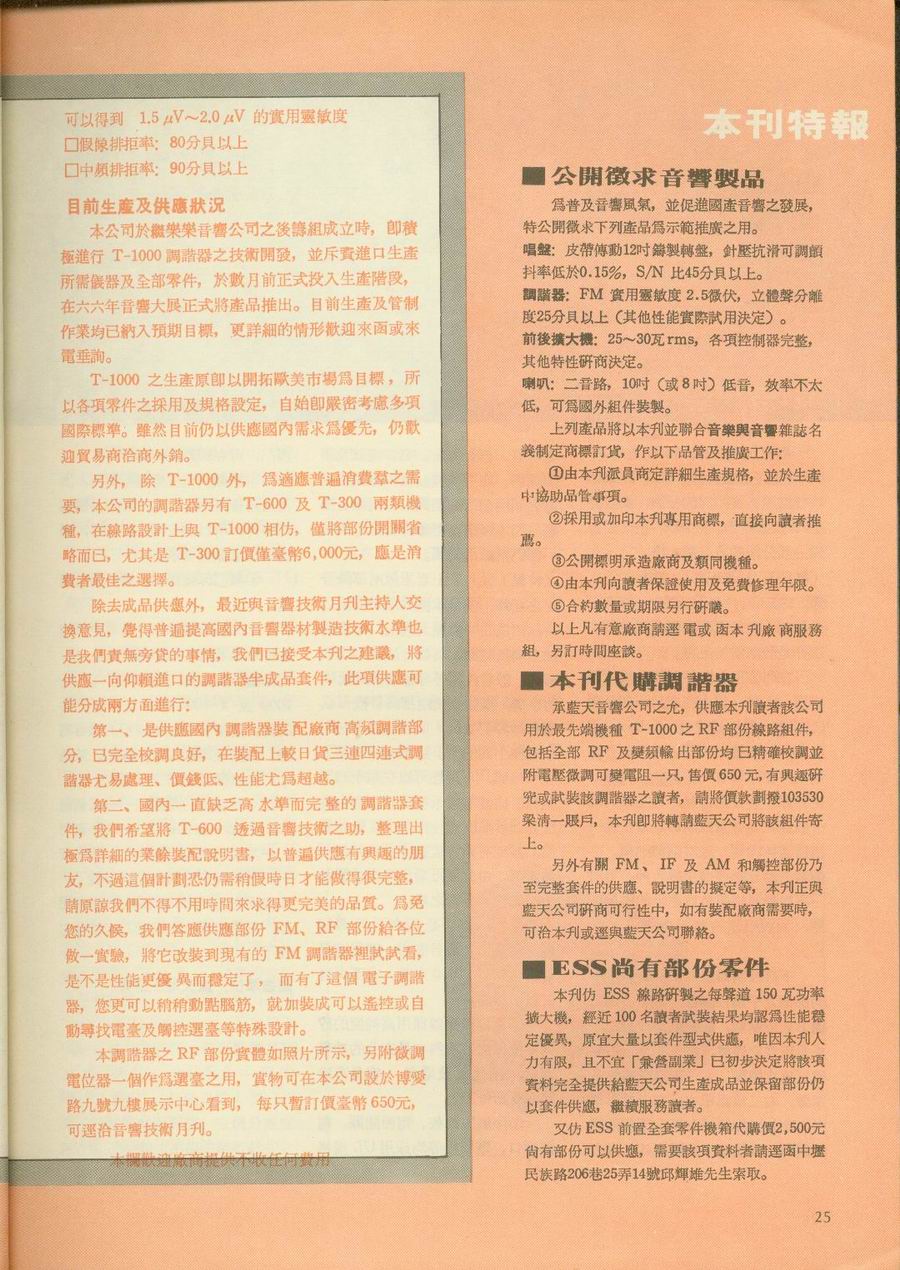 可以得到 1.5 μV～2.0 μV 的實用靈敏度
□假像排拒率: 80分貝以上
□中頻排拒率: 90分貝以上
目前生產及供應狀況
本公司於繼樂樂音響公司之後籌組成立時，卽積
極進行 T-1000 調諧器之技術開發，並斥資進口生產
所需儀器及全部零件，於數月前正式投入生產階段，
在六六年音響大展正式將產品推出。目前生產及管制
作業均已納入預期目標，更詳細的情形歡迎來函或來
電垂詢。
T-1000 之生產原卽以開拓歐美市場爲目標，所
以各項零件之採用及規格設定，自始卽嚴密考慮多項
國際標準。雖然目前仍以供應國內需求爲優先，仍歡
迎貿易商洽商外銷。
另外，除 T-1000 外，爲適應普遍消費羣之需
要，本公司的調諧器另有 T-600 及 T-300 兩類機
種，在線路設計上與 T-1000 相仿，僅將部份開關省
略而已，尤其是 T-300 訂價僅臺幣6,000元，應是消
費者最佳之選擇。
除去成品供應外，最近與音響技術月刋主持人交
換意見，覺得普遍提高國內音響器材製造技術水準也
是我們責無旁貸的事情，我們已接受本刋之建議，將
供應一向仰賴進口的調諧器半成品套件，此項供應可
能分成兩方面進行:
第一、是供應國內調諧器裝配廠商高頻調諧部
分，已完全校調良好，在裝配上較日貨三連四連式調
諧器尤易處理、價錢低、性能尤爲超越。
第二、國內一直缺乏高水準而完整的調諧器套
件，我們希望將 T-600 透過音響技術之助，整理出
極爲詳細的業餘裝配說明書，以普遍供應有興趣的朋
友，不過這個計劃恐仍需稍假時日才能做得很完整，
請原諒我們不得不用時間來求得更完美的品質。爲免
您的久候，我們答應供應部份 FM、RF 部份給各位
做一實驗，將它改裝到現有的 FM 調諧器裡試試看，
是不是性能更優異而穩定了，而有了這個電子調諧
器，您更可以稍稍動點腦筋，就加裝成可以遙控或自
動尋找電臺及觸控選臺等特殊設計。
本調諧器之 RF 部份實體如照片所示，另附微調
電位器一個作爲選臺之用，實物可在本公司設於博愛
路九號九樓展示中心看到，每只暫訂價臺幣 650元，
可逕洽音響技術月刋。
本欄歡迎廠商提供不收任何費用
本刊特報
■公開徵求音響製品
爲普及音響風氣，並促進國產音響之發展，
特公開徵求下列產品爲示範推廣之用。
唱盤: 皮帶傳動12吋鑄製轉盤，針壓抗滑可調顫
抖率低於0.15%，S/N 比45分貝以上。
調諧器: FM 實用靈敏度 2.5微伏，立體聲分離
度25分貝以上（其他性能實際試用決定）。
前後擴大機: 25～30瓦rms，各項控制器完整，
其他特性研商決定。
喇叭: 二音路，10吋（或8吋）低音，效率不太
低，可爲國外組件裝製。
上列產品將以本刋並聯合音樂與音響雜誌名
義制定商標訂貨，作以下品管及推廣工作:
①由本刋派員商定詳細生產規格，並於生產
中協助品管事項。
②採用或加印本刋專用商標，直接向讀者推
薦。
③公開標明承造廠商及類同機種。
④由本刋向讀者保證使用及免費修理年限。
⑤合約數量或期限另行研議。
以上凡有意廠商請逕電或函本刋廠商服務
組，另訂時間座談。
■本刊代購調諧器
承藍天音響公司之允，供應本刋讀者該公司
用於最先端機種 T-1000 之 RF 部份線路組件，
包括全部 RF 及變頻輸出部份均已精確校調並
附電壓微調可變電阻一只，售價 650 元，有興趣研
究或試裝該調諧器之讀者，請將價款劃撥103530
梁清一賬戶，本刋卽將轉請藍天公司將該組件寄
上。
另外有關 FM、IF 及 AM 和觸控部份乃
至完整套件的供應、說明書的擬定等，本刋正與
藍天公司研商可行性中，如有裝配廠商需要時，
可洽本刋或逕與藍天公司聯絡。
■ESS尚有部份零件
本刋仿 ESS 線路研製之每聲道 150 瓦功率
擴大機，經近 100 名讀者試裝結果均認爲性能穩
定優異，原宜大量以套件型式供應，唯因本刋人
力有限，且不宜「兼營副業」已初步決定將該項
資料完全提供給藍天公司生產成品並保留部份仍
以套件供應，繼續服務讀者。
又仿 ESS 前置全套零件機箱代購價2,500元
尙有部份可以供應，需要該項資料者請逕函中壢
民族路206巷25弄14號邱輝雄先生索取。
25